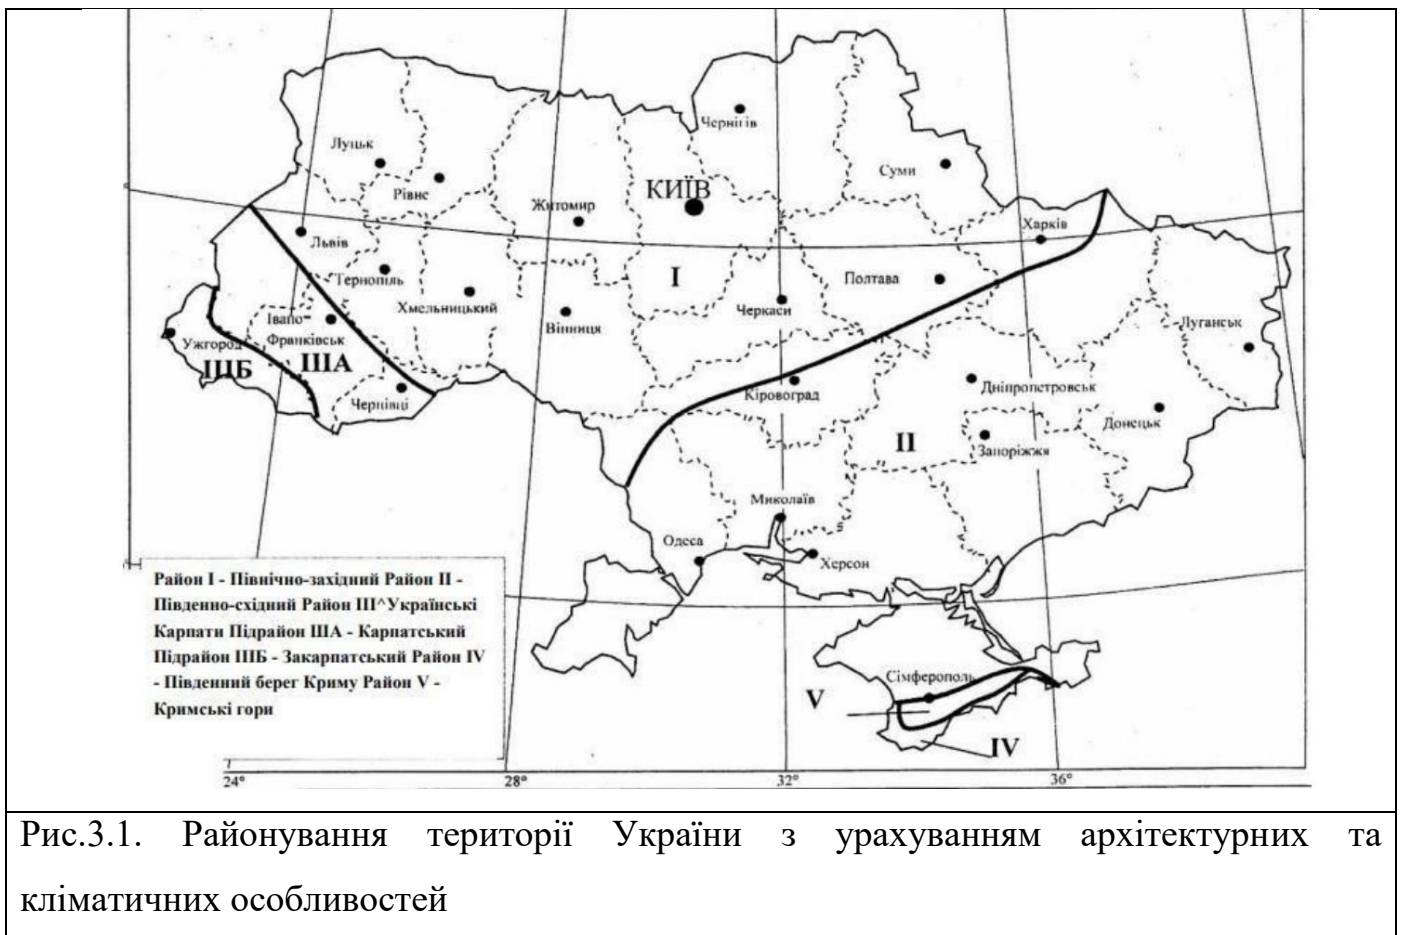 Чернігів
Луцьк
Суми
Рівне
КИЇВ
Житомир
Харків
Львів
Тернопіль
I
Полтава
Хмельницький
Черкаси
Вінниця
Івано-
Франківськ
Луганськ
Ужгород
ІІІБ
ІІІА
Чернівці
Кіровоград
Дніпропетровськ
Донецьк
II
Запоріжжя
Миколаїв
Одеса
Херсон
Район I - Північно-західний Район II -
Південно-східний Район III^Українські
Карпати Підрайон ІІІА - Карпатський
Підрайон ІІІБ - Закарпатський Район IV
- Південний берег Криму Район V -
Кримські гори
Сімферополь
V
IV
24°
28°
32°
36°
Рис.3.1. Районування території України з урахуванням архітектурних та
кліматичних особливостей